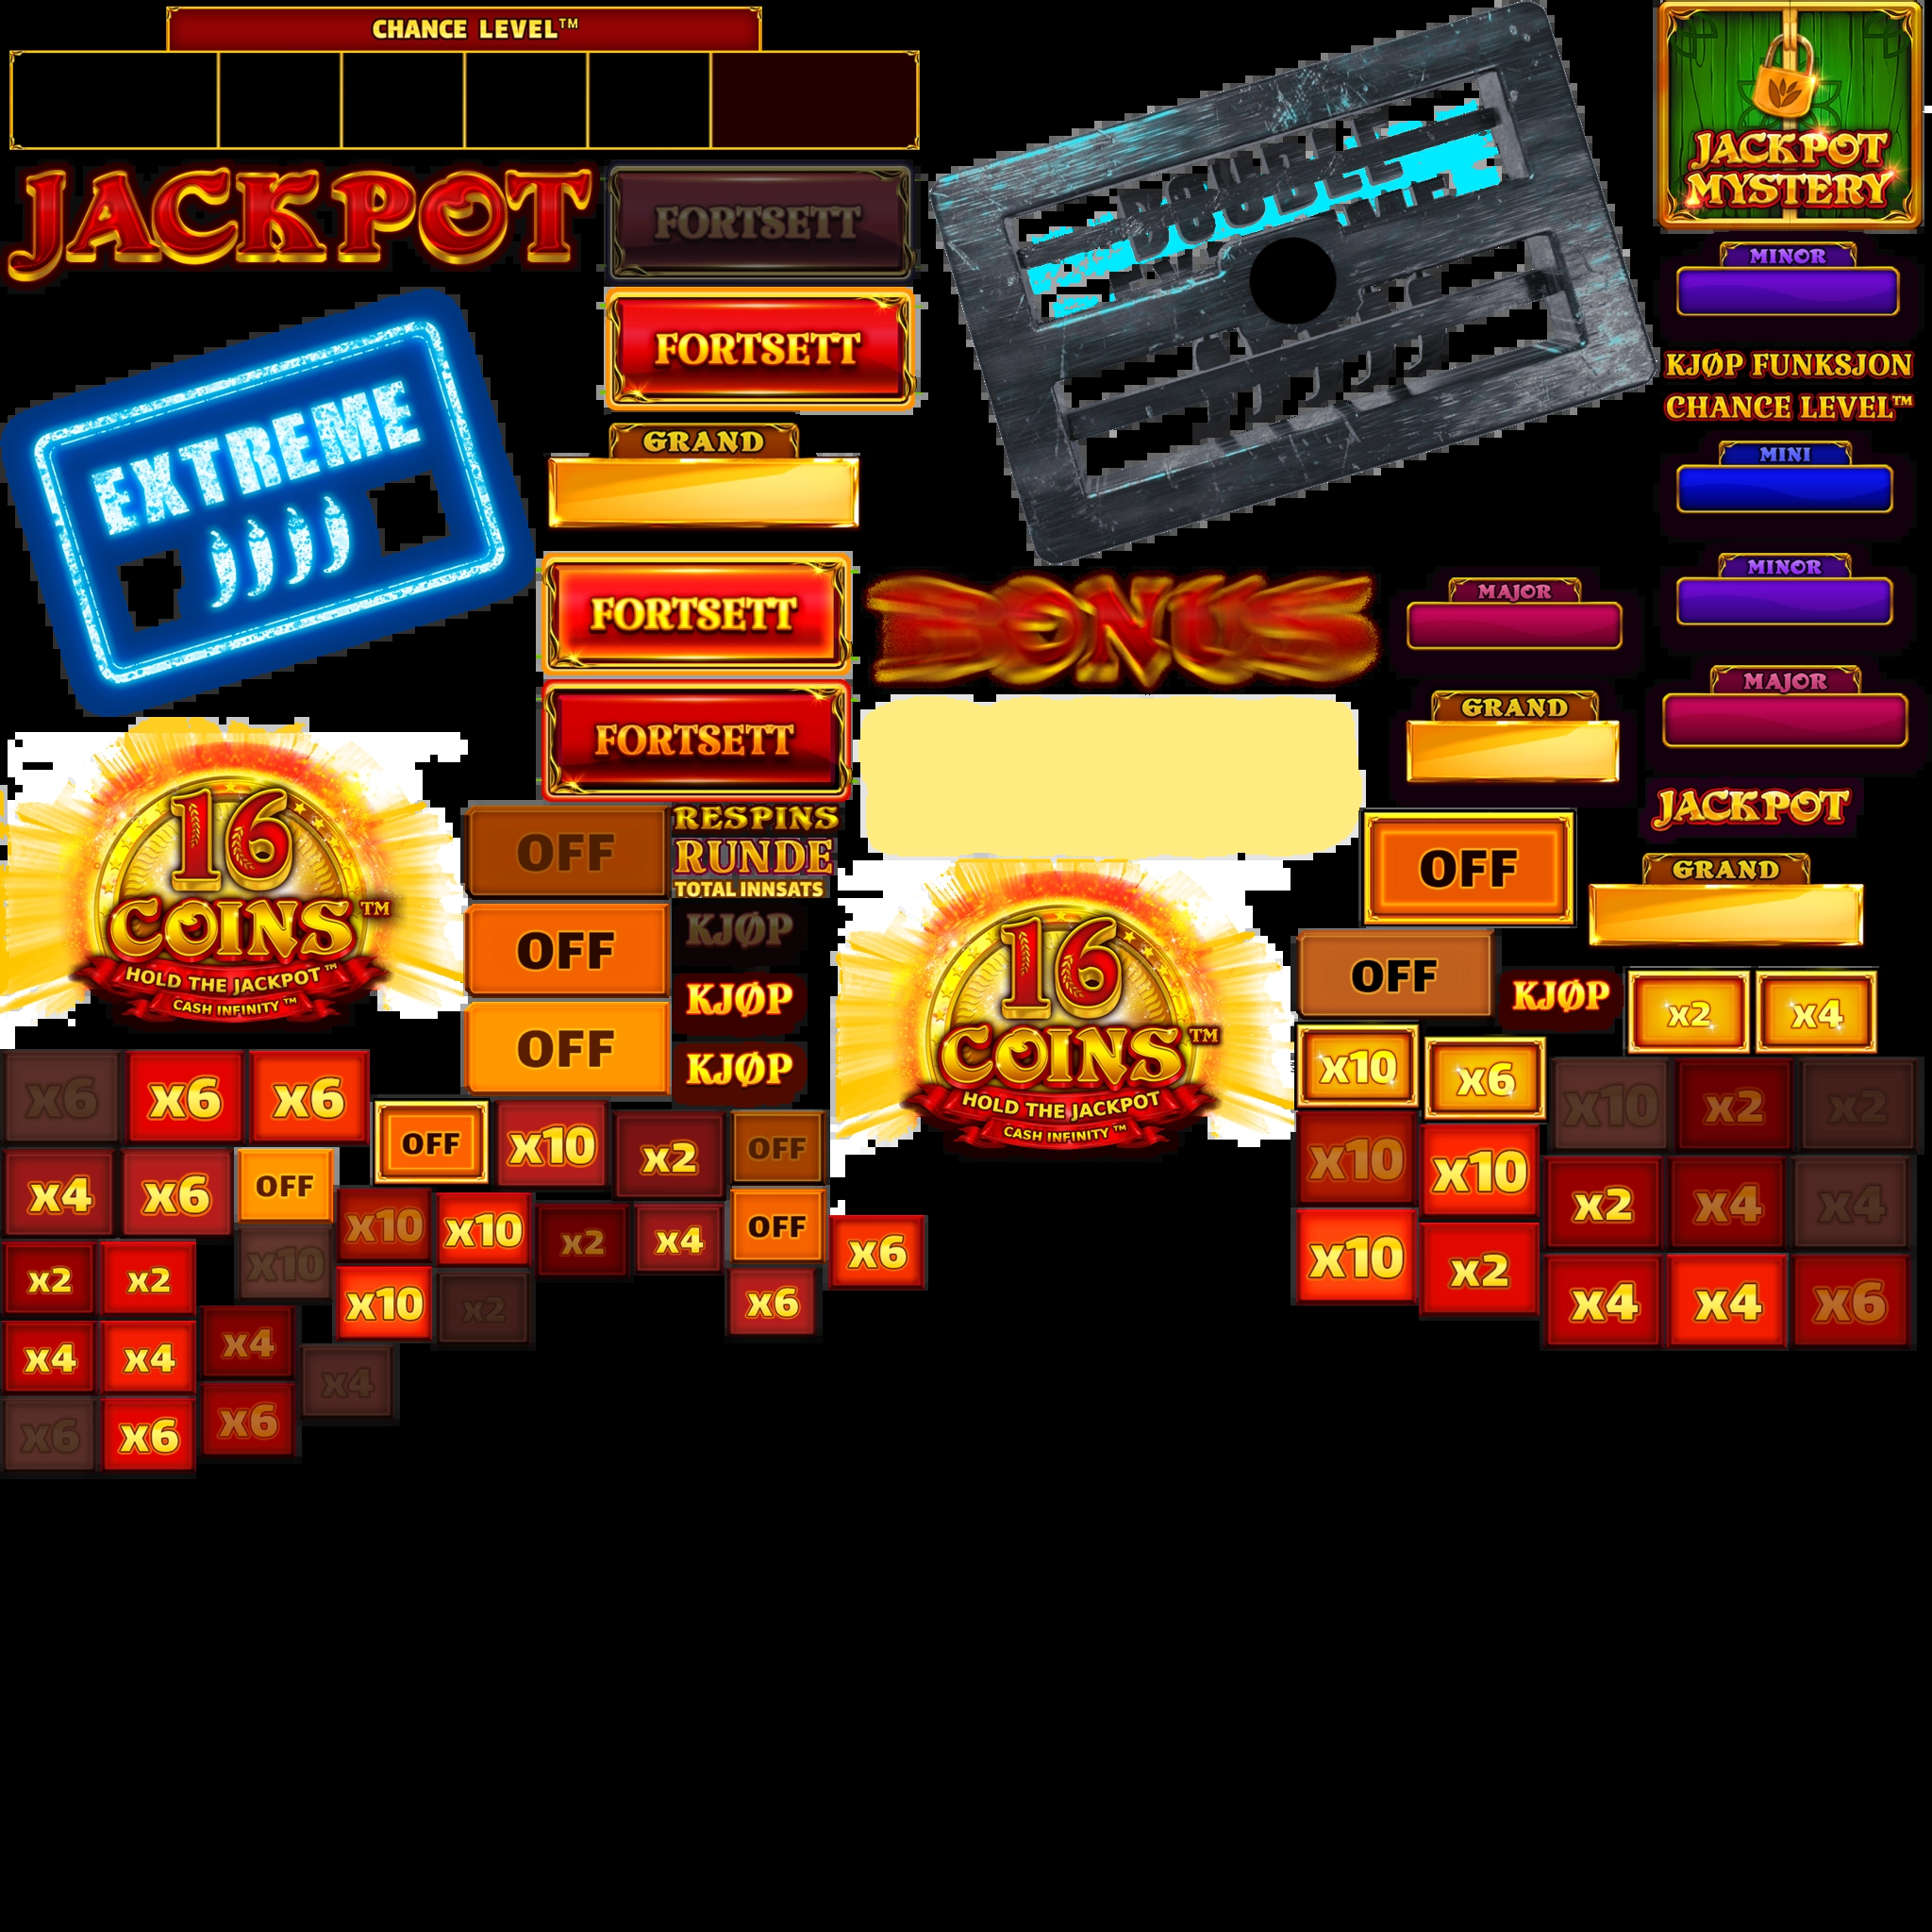 CHANCE LEVEL™
JACKPOT
FORTSETT
FORTSETT
JACKPOT
MYSTERY
MINOR
KJØP FUNKSJON
CHANCE LEVEL™
EXTREME
GRAND
MINI
FORTSETT
BONUS
MAJOR
MINOR
FORTSETT
GRAND
MAJOR
JACKPOT
16
COINS™
HOLD THE JACKPOT™
CASH INFINITY™
OFF
RESPINS
RUNDE
TOTAL INNSATS
OFF
KJØP
OFF
KJØP
KJØP
16
COINS™
HOLD THE JACKPOT
CASH INFINITY™
OFF
GRAND
OFF
KJØP
x2
x4
x10
x6
x10
x2
x2
x10
x10
x2
x4
x4
x10
x2
x4
x4
x6
x6
x6
x6
OFF
x10
x2
OFF
x4
x6
OFF
x10
x10
x2
x4
OFF
x6
x2
x2
x10
x10
x2
x6
x4
x4
x4
x4
x6
x6
x6